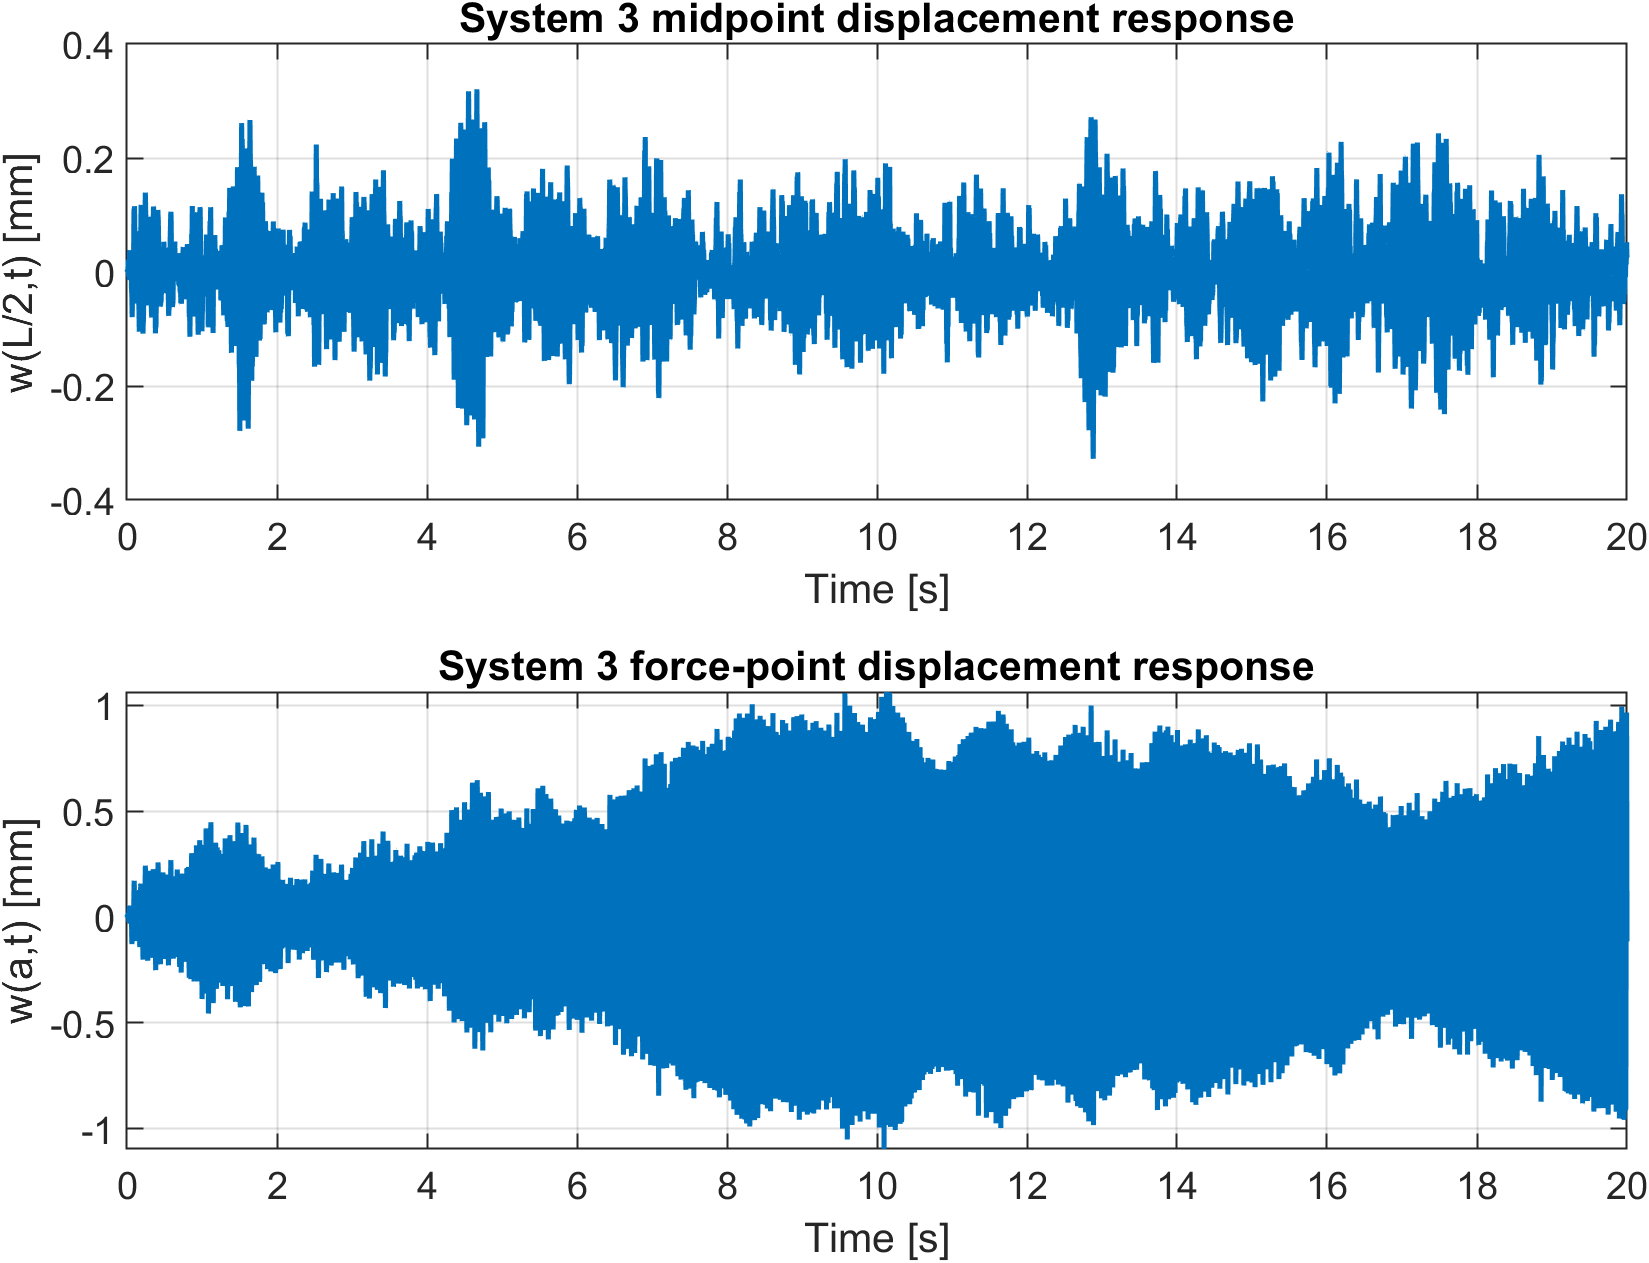 System 3 midpoint displacement response
0.4
0.2
0
-0.2
-0.4
w(L/2,t) [mm]
0 2 4 6 8 10 12 14 16 18 20
Time [s]
System 3 force-point displacement response
1
0.5
0
-0.5
-1
w(a,t) [mm]
0 2 4 6 8 10 12 14 16 18 20
Time [s]